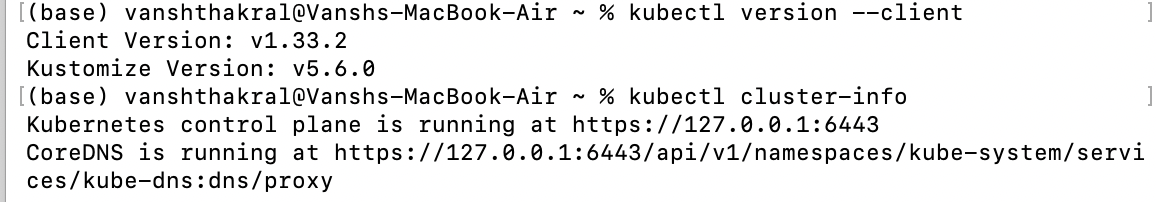 [(base) vanshthakral@Vanshs-MacBook-Air ~ % kubectl version --client ]
Client Version: v1.33.2
Kustomize Version: v5.6.0
[(base) vanshthakral@Vanshs-MacBook-Air ~ % kubectl cluster-info ]
Kubernetes control plane is running at https://127.0.0.1:6443
CoreDNS is running at https://127.0.0.1:6443/api/v1/namespaces/kube-system/servi
ces/kube-dns:dns/proxy